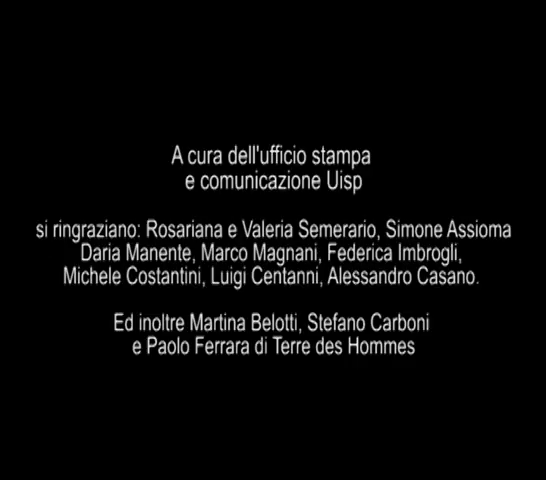 A cura dell'ufficio stampa
e comunicazione Uisp
si ringraziano: Rosariana e Valeria Semerario, Simone Assioma
Daria Manente, Marco Magnani, Federica Imbrogli,
Michele Costantini, Luigi Centanni, Alessandro Casano.
Ed inoltre Martina Belotti, Stefano Carboni
e Paolo Ferrara di Terre des Hommes